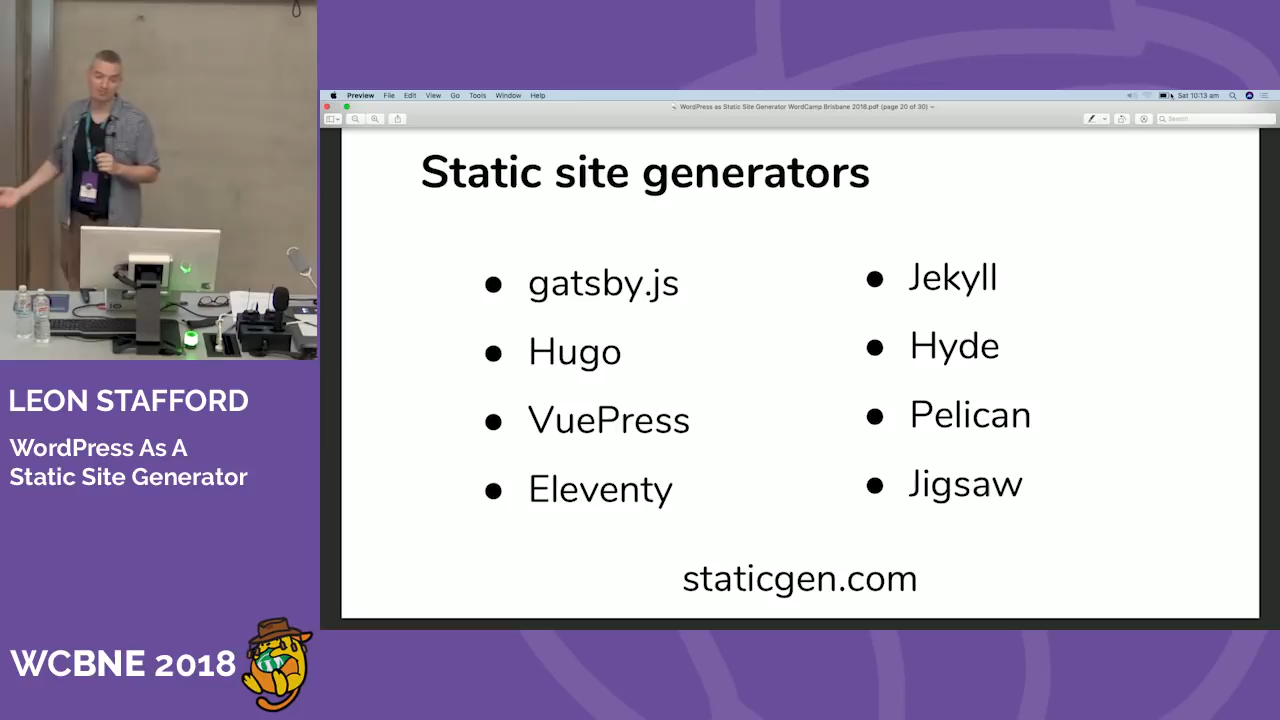 Preview File Edit View Go Tools Window Help
Sat 10:13 am
WordPress as Static Site Generator WordCamp Brisbane 2018.pdf (page 20 of 30)
Search
Static site generators
● gatsby.js
● Hugo
● VuePress
● Eleventy
● Jekyll
● Hyde
● Pelican
● Jigsaw
staticgen.com
LEON STAFFORD
WordPress As A
Static Site Generator
WCBNE 2018